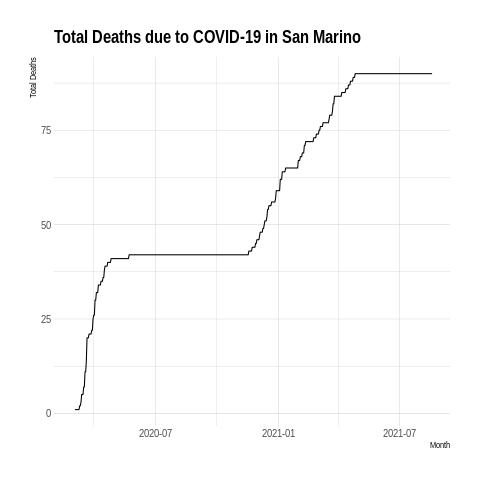 Total Deaths due to COVID-19 in San Marino
Total Deaths
75
50
25
0
2020-07 2021-01 2021-07
Month